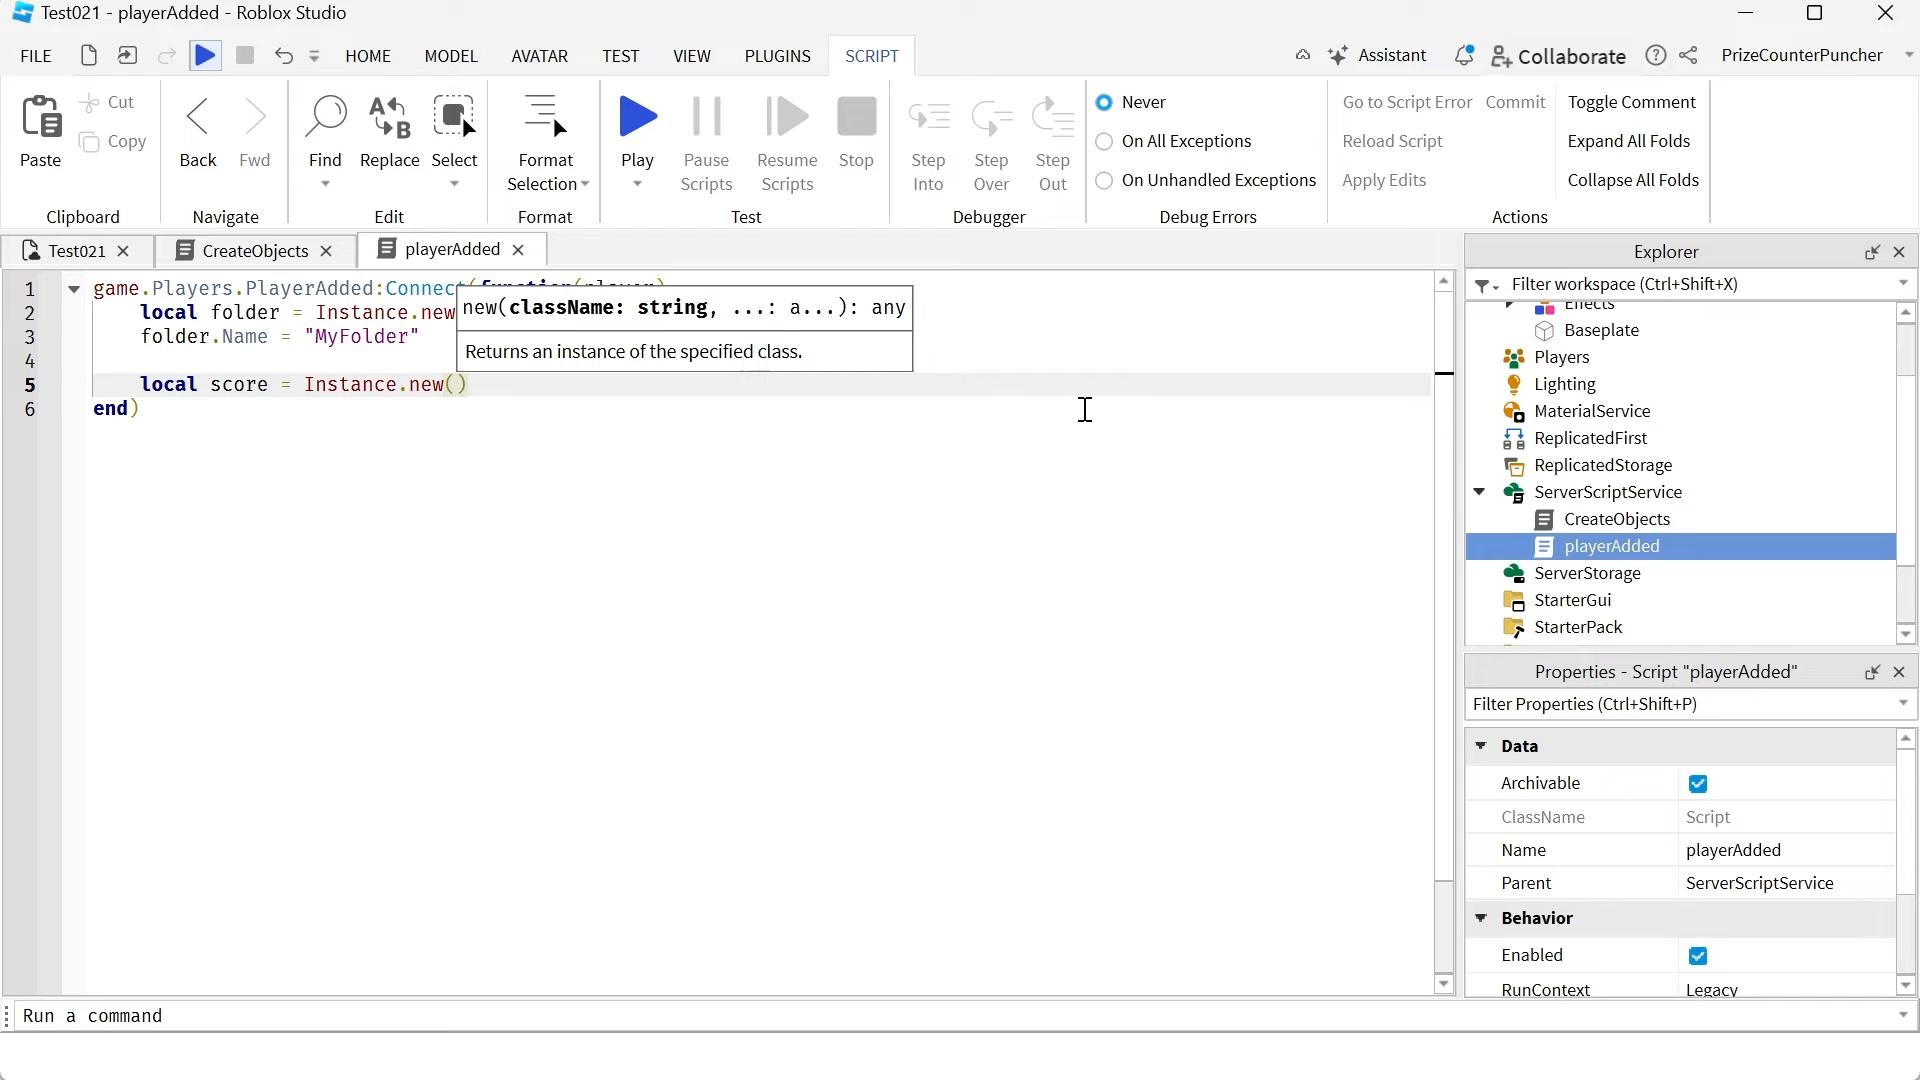 Test021 - playerAdded - Roblox Studio
FILE HOME MODEL AVATAR TEST VIEW PLUGINS SCRIPT Assistant Collaborate PrizeCounterPuncher
Paste Cut Copy
Clipboard
Back Fwd
Navigate
Find Replace Select
Edit
Format Selection
Format
Play Pause Scripts Resume Scripts Stop
Test
Step Into Step Over Step Out
Debugger
Never
On All Exceptions
On Unhandled Exceptions
Debug Errors
Go to Script Error Commit Toggle Comment
Reload Script Expand All Folds
Apply Edits Collapse All Folds
Actions
Test021 CreateObjects playerAdded
1 game.Players.PlayerAdded:Connect(function(player)
2 local folder = Instance.new
3 folder.Name = "MyFolder"
4
5 local score = Instance.new()
6 end)
new(className: string, ...: a...): any
Returns an instance of the specified class.
Explorer
Filter workspace (Ctrl+Shift+X)
Effects
Baseplate
Players
Lighting
MaterialService
ReplicatedFirst
ReplicatedStorage
ServerScriptService
CreateObjects
playerAdded
ServerStorage
StarterGui
StarterPack
Properties - Script "playerAdded"
Filter Properties (Ctrl+Shift+P)
Data
Archivable
ClassName Script
Name playerAdded
Parent ServerScriptService
Behavior
Enabled
RunContext Legacy
Run a command